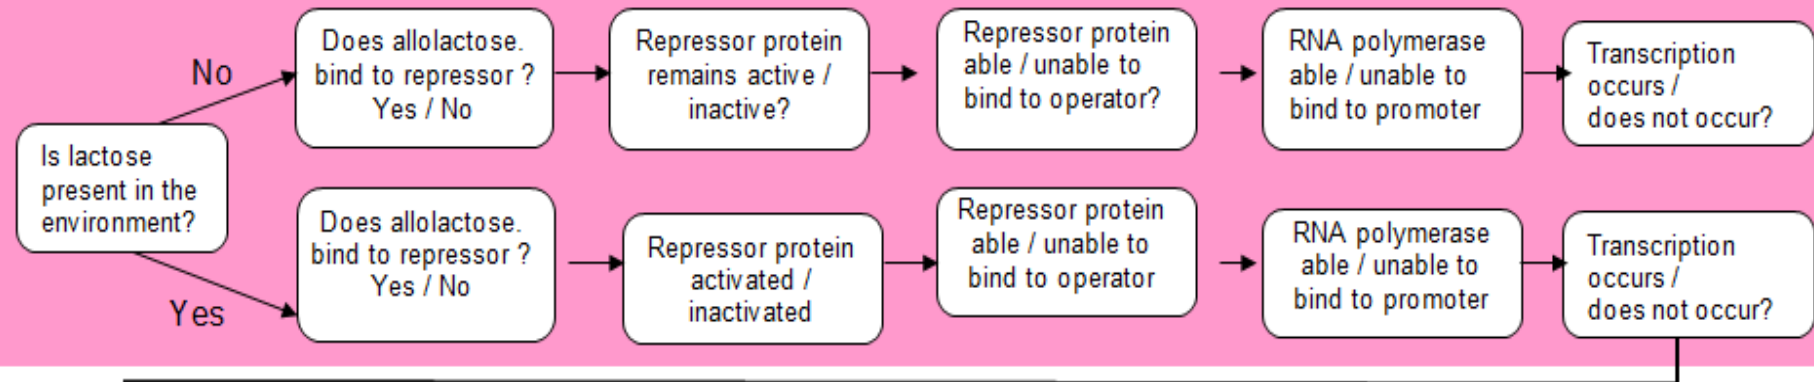 No
Does allolactose.
bind to repressor ?
Yes / No
Repressor protein
remains active /
inactive?
Repressor protein
able / unable to
bind to operator?
RNA polymerase
able / unable to
bind to promoter
Transcription
occurs /
does not occur?
Is lactose
present in the
environment?
Yes
Does allolactose.
bind to repressor ?
Yes / No
Repressor protein
activated /
inactivated
Repressor protein
able / unable to
bind to operator
RNA polymerase
able / unable to
bind to promoter
Transcription
occurs /
does not occur?